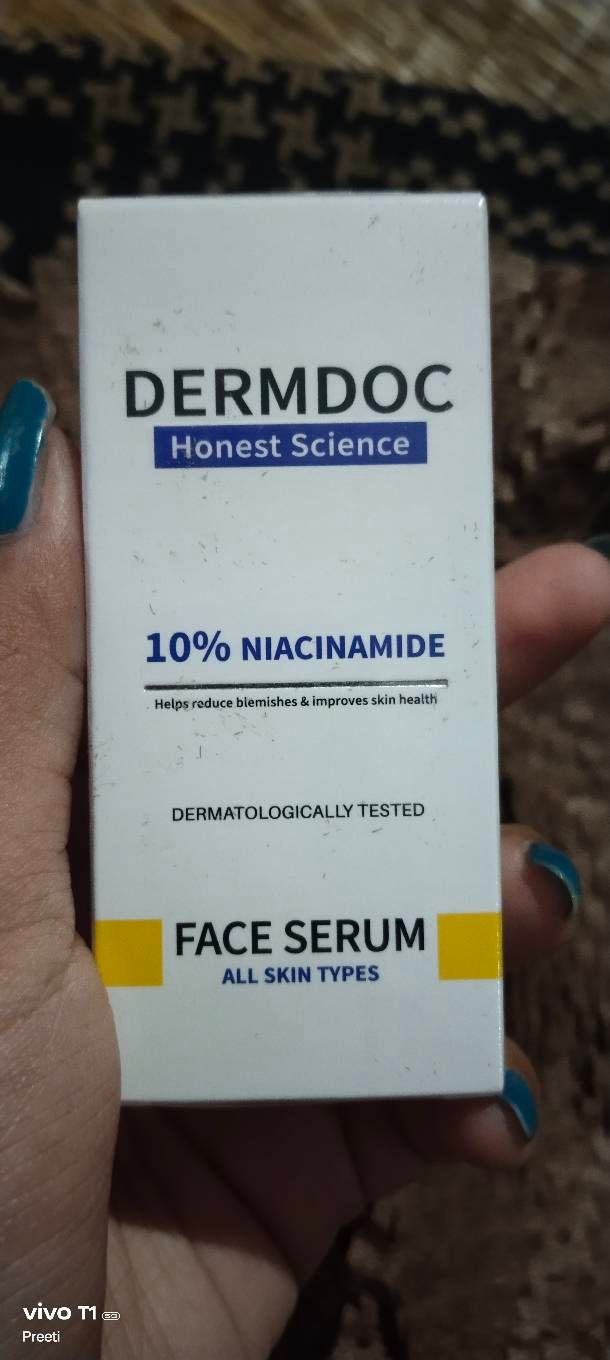 DERMDOC
Honest Science
10% NIACINAMIDE
Helps reduce blemishes & improves skin health
DERMATOLOGICALLY TESTED
FACE SERUM
ALL SKIN TYPES
vivo T1 5G
Preeti